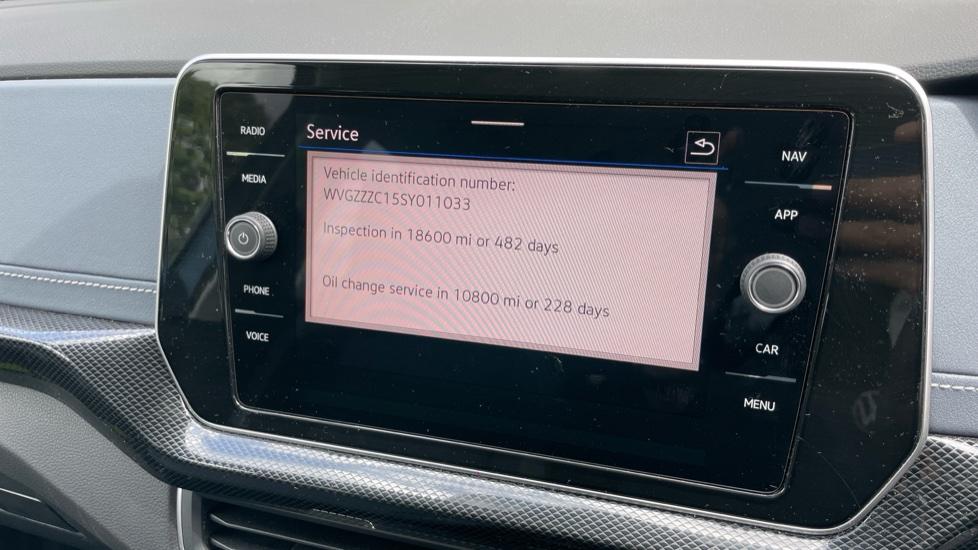 RADIO
MEDIA
PHONE
VOICE
Service
Vehicle identification number:
WVGZZZC15SY011033
Inspection in 18600 mi or 482 days
Oil change service in 10800 mi or 228 days
NAV
APP
CAR
MENU